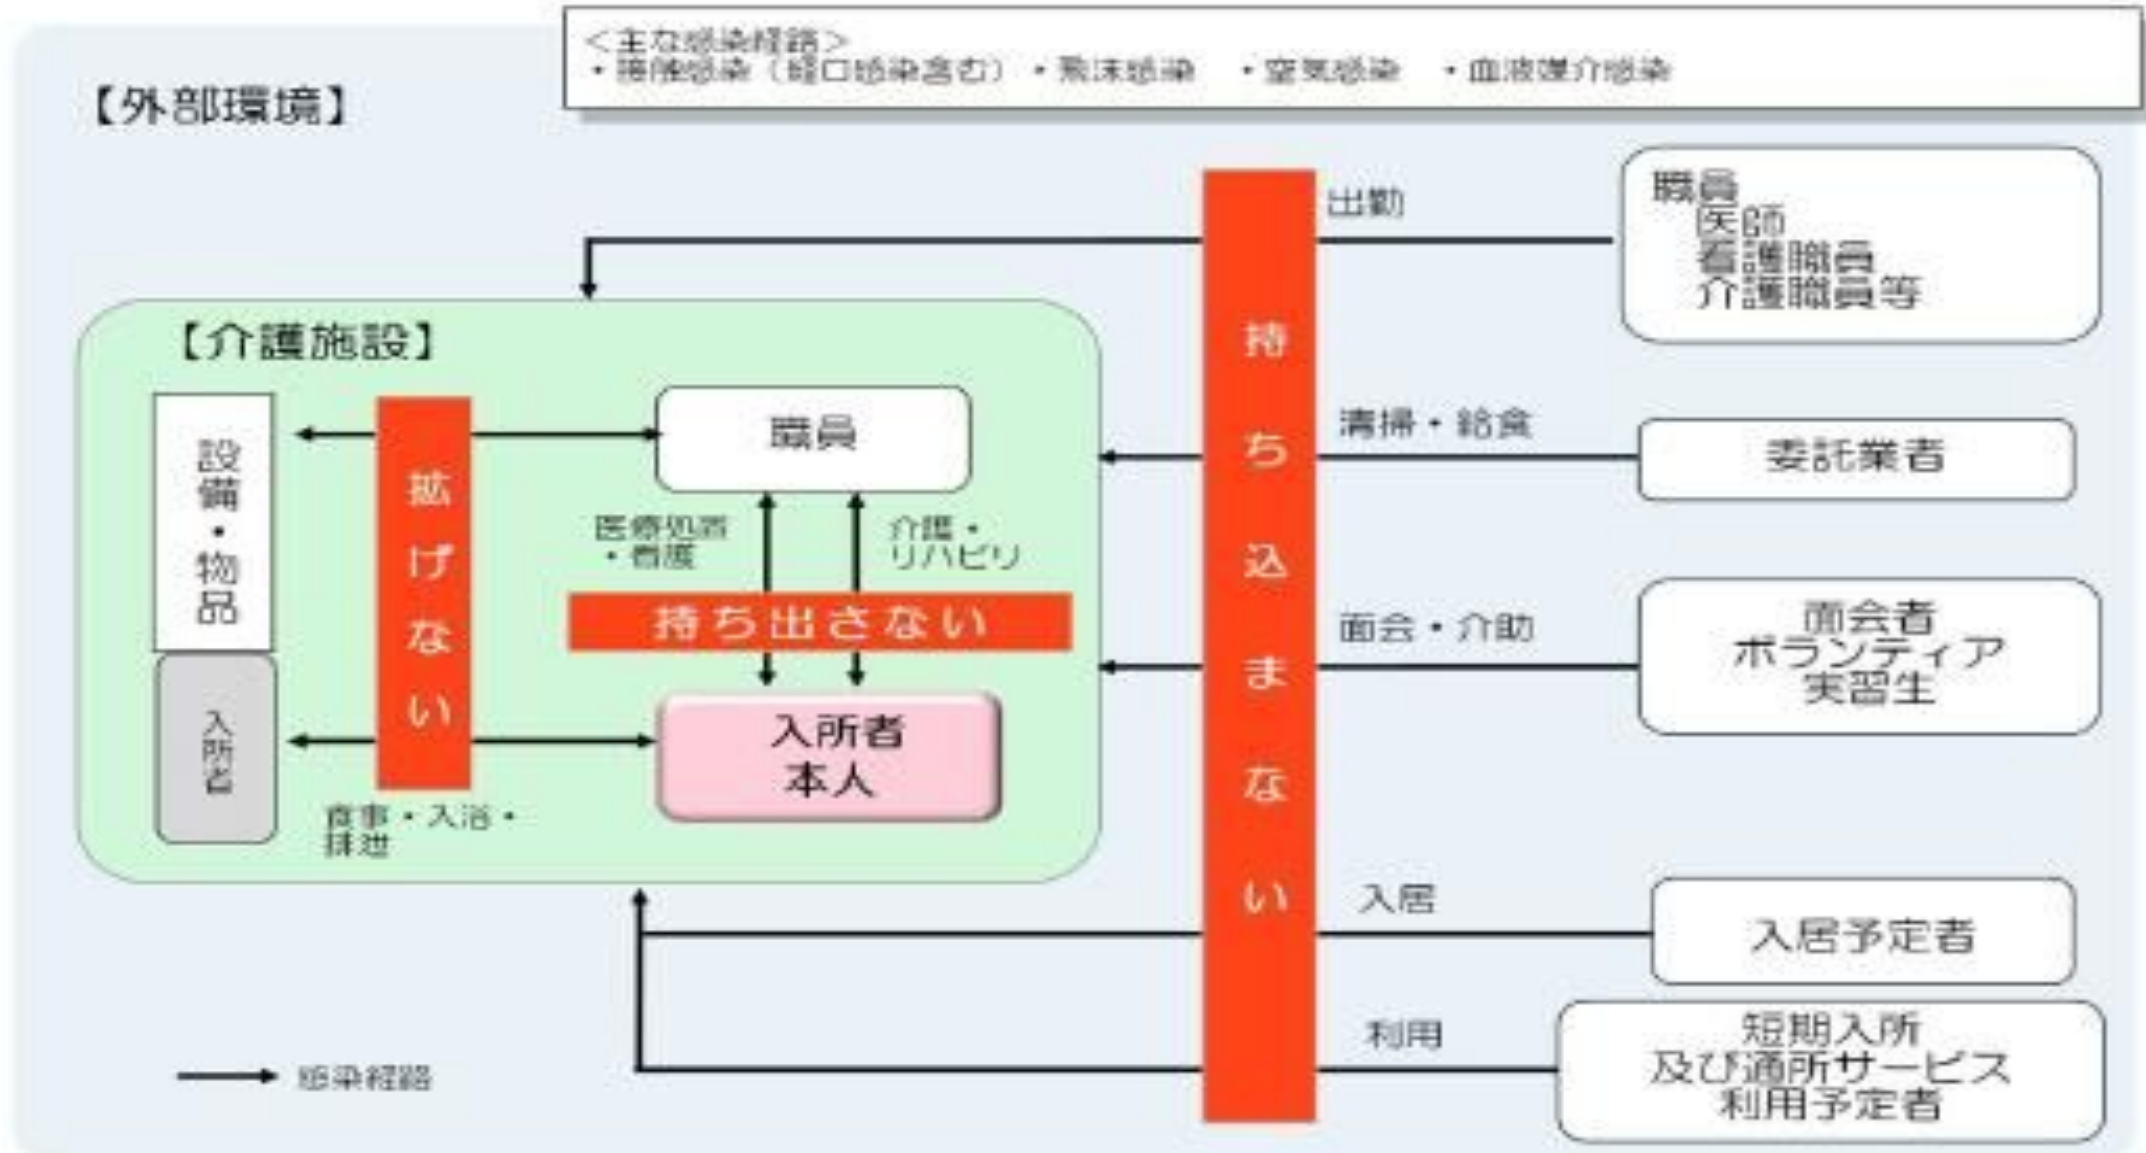 <主な感染経路>
・接触感染（経口感染含む）・飛沫感染　・空気感染　・血液媒介感染
【外部環境】
出勤
職員
医師
看護職員
介護職員等
【介護施設】
設備・物品
入所者
拡げない
職員
医療処置
・看護
介護・
リハビリ
持ち出さない
入所者
本人
食事・入浴・
排泄
持ち込まない
清掃・給食
委託業者
面会・介助
面会者
ボランティア
実習生
入居
入居予定者
利用
短期入所
及び通所サービス
利用予定者
感染経路